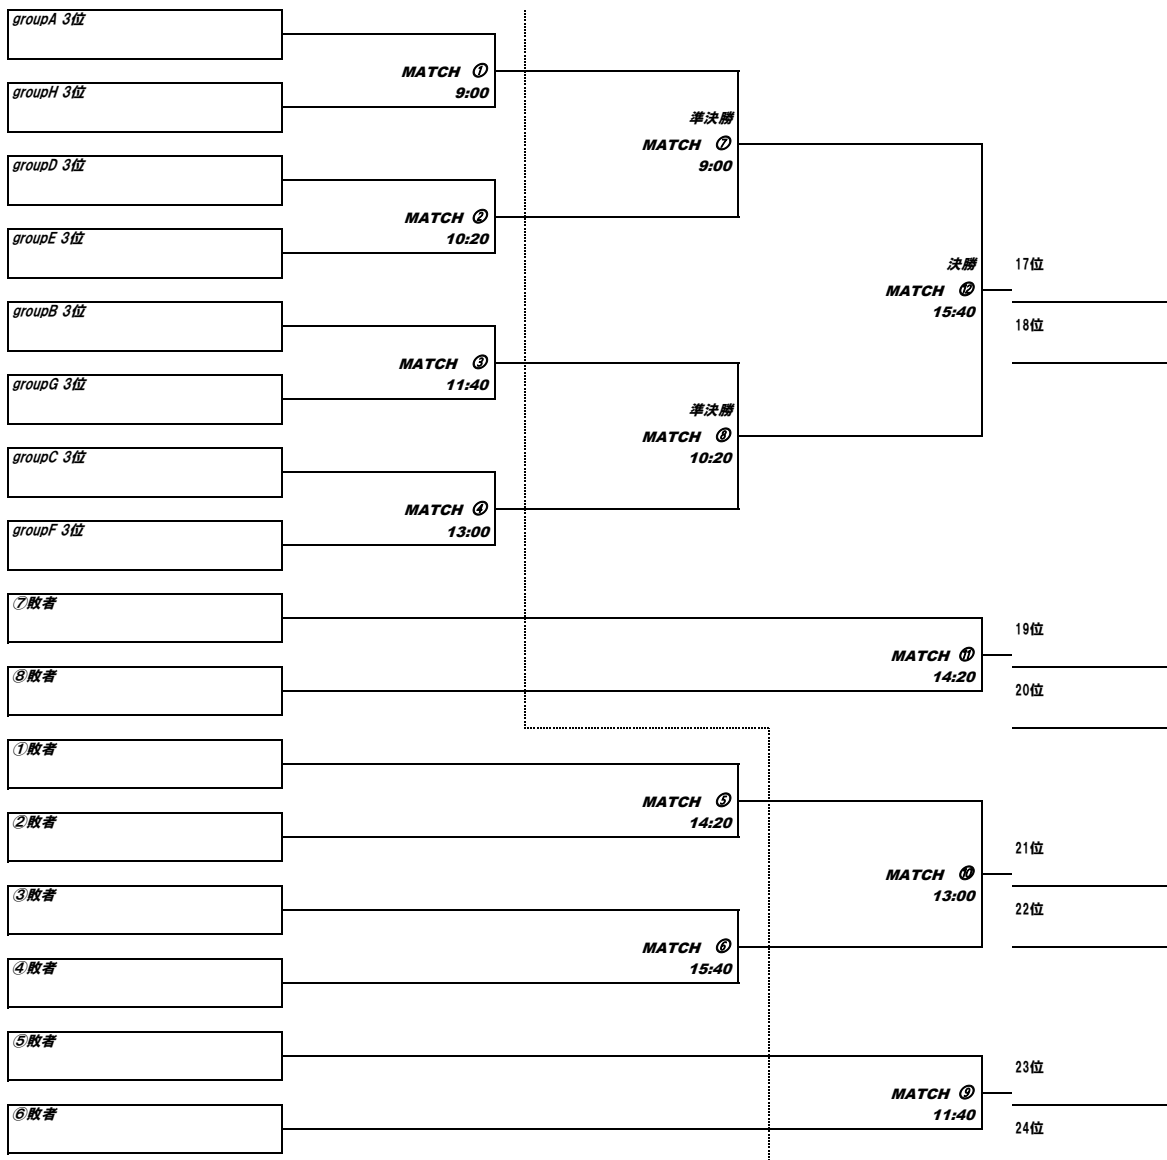 groupA 3位
MATCH ①
9:00
groupH 3位
準決勝
MATCH ⑦
9:00
groupD 3位
MATCH ②
10:20
groupE 3位
決勝
MATCH ⑫
15:40
17位
18位
groupB 3位
MATCH ③
11:40
groupG 3位
準決勝
MATCH ⑧
10:20
groupC 3位
MATCH ④
13:00
groupF 3位
⑦敗者
MATCH ⑪
14:20
19位
20位
⑧敗者
①敗者
MATCH ⑤
14:20
②敗者
MATCH ⑩
13:00
21位
22位
③敗者
MATCH ⑥
15:40
④敗者
⑤敗者
MATCH ⑨
11:40
23位
24位
⑥敗者